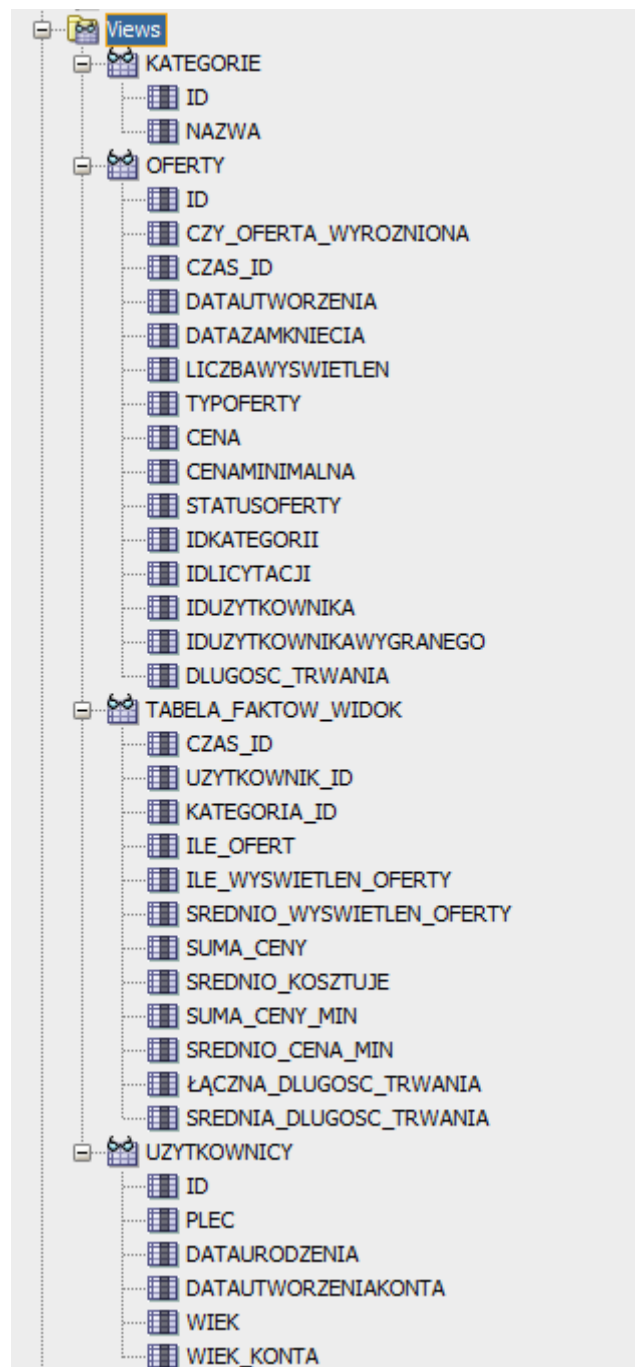 Views
KATEGORIE
ID
NAZWA
OFERTY
ID
CZY_OFERTA_WYROZNIONA
CZAS_ID
DATAUTWORZENIA
DATAZAMKNIECIA
LICZBAWYSWIETLEN
TYPOFERTY
CENA
CENAMINIMALNA
STATUSOFERTY
IDKATEGORII
IDLICYTACJI
IDUZYTKOWNIKA
IDUZYTKOWNIKAWYGRANEGO
DLUGOSC_TRWANIA
TABELA_FAKTOW_WIDOK
CZAS_ID
UZYTKOWNIK_ID
KATEGORIA_ID
ILE_OFERT
ILE_WYSWIETLEN_OFERTY
SREDNIO_WYSWIETLEN_OFERTY
SUMA_CENY
SREDNIO_KOSZTUJE
SUMA_CENY_MIN
SREDNIO_CENA_MIN
ŁĄCZNA_DLUGOSC_TRWANIA
SREDNIA_DLUGOSC_TRWANIA
UZYTKOWNICY
ID
PLEC
DATAURODZENIA
DATAUTWORZENIAKONTA
WIEK
WIEK_KONTA